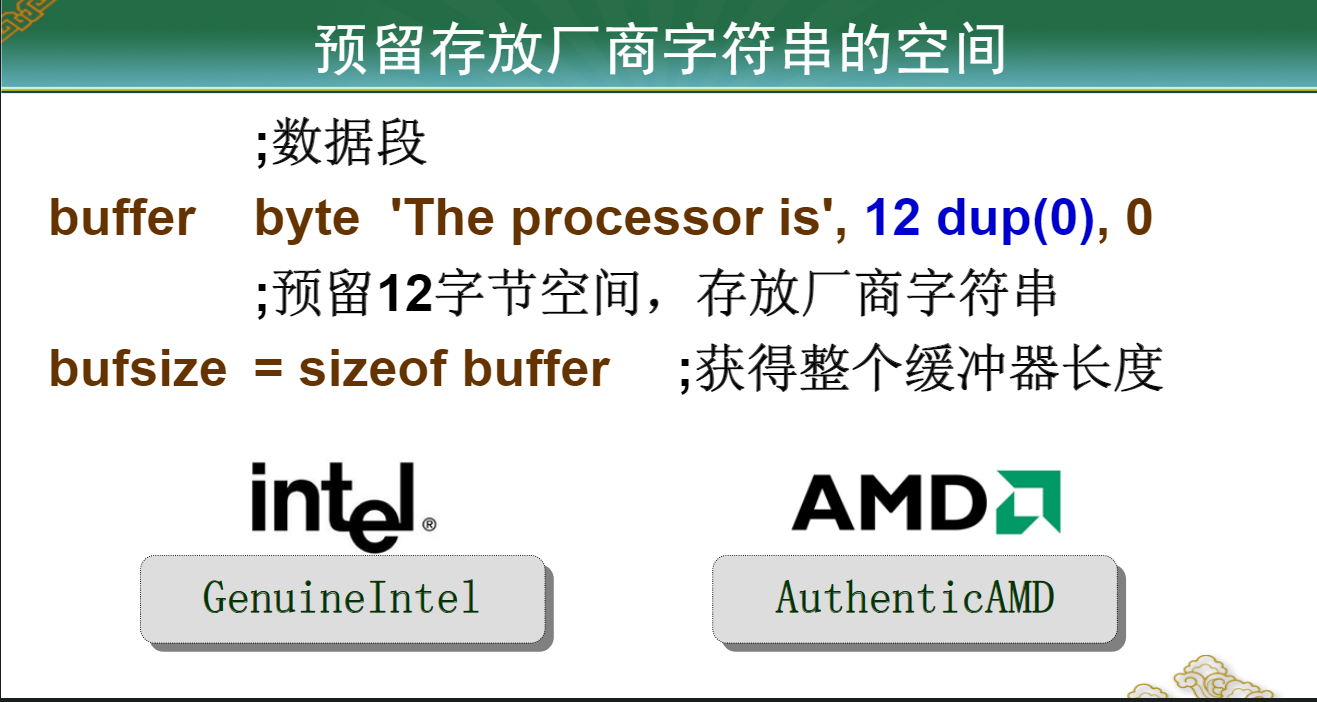 预留存放厂商字符串的空间
;数据段
buffer byte 'The processor is', 12 dup(0), 0
;预留12字节空间，存放厂商字符串
bufsize = sizeof buffer ;获得整个缓冲器长度
intel®
AMD
GenuineIntel
AuthenticAMD